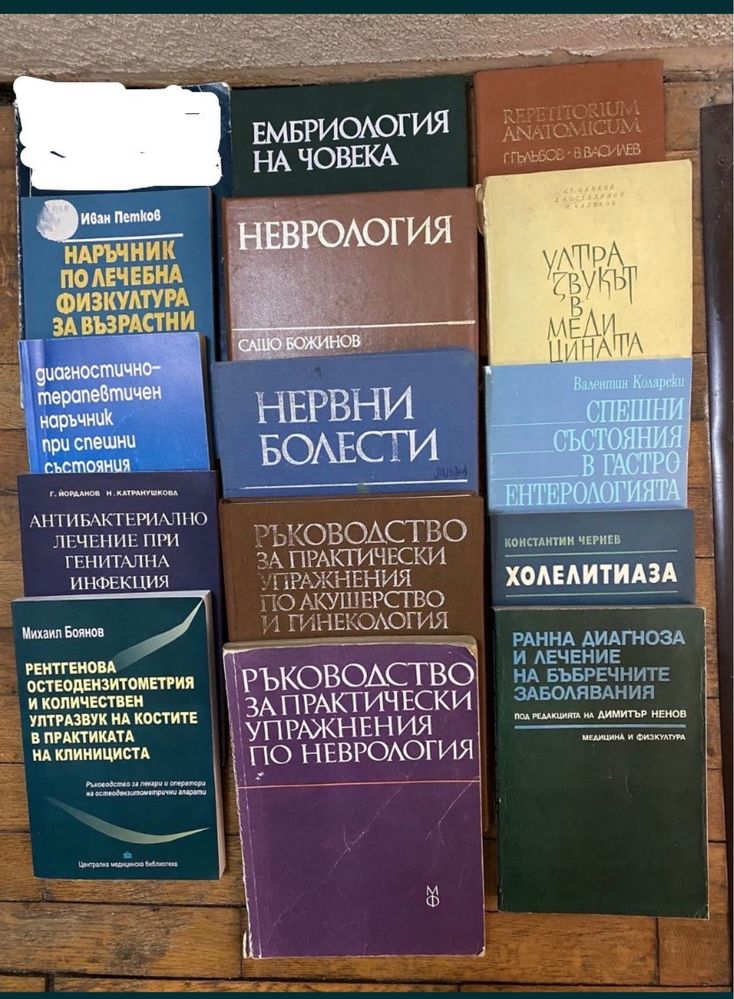 Иван Петков
НАРЪЧНИК
ПО ЛЕЧЕБНА
ФИЗКУЛТУРА
ЗА ВЪЗРАСТНИ
диагностично-
терапевтичен
наръчник
при спешни
състояния
Г. ЙОРДАНОВ Н. КАТРАНУШКОВА
АНТИБАКТЕРИАЛНО
ЛЕЧЕНИЕ ПРИ
ГЕНИТАЛНА
ИНФЕКЦИЯ
Михаил Боянов
РЕНТГЕНОВА
ОСТЕОДЕНЗИТОМЕТРИЯ
И КОЛИЧЕСТВЕН
УЛТРАЗВУК НА КОСТИТЕ
В ПРАКТИКАТА
НА КЛИНИЦИСТА
Ръководство за лекари и оператори
на остеодензитометрични апарати
Централна медицинска библиотека
ЕМБРИОЛОГИЯ
НА ЧОВЕКА
НЕВРОЛОГИЯ
САШО БОЖИНОВ
НЕРВНИ
БОЛЕСТИ
РЪКОВОДСТВО
ЗА ПРАКТИЧЕСКИ
УПРАЖНЕНИЯ
ПО АКУШЕРСТВО
И ГИНЕКОЛОГИЯ
РЪКОВОДСТВО
ЗА ПРАКТИЧЕСКИ
УПРАЖНЕНИЯ
ПО НЕВРОЛОГИЯ
М
Ф
REPETITORIUM
ANATOMICUM
Г. ГЪЛЪБОВ · В. ВАСИЛЕВ
УЛТРА
ЗВУКЪТ
В
МЕДИ
ЦИНАТА
Валентин Коларски
СПЕШНИ
СЪСТОЯНИЯ
В ГАСТРО-
ЕНТЕРОЛОГИЯТА
КОНСТАНТИН ЧЕРНЕВ
ХОЛЕЛИТИАЗА
РАННА ДИАГНОЗА
И ЛЕЧЕНИЕ
НА БЪБРЕЧНИТЕ
ЗАБОЛЯВАНИЯ
ПОД РЕДАКЦИЯТА НА ДИМИТЪР НЕНОВ
МЕДИЦИНА И ФИЗКУЛТУРА